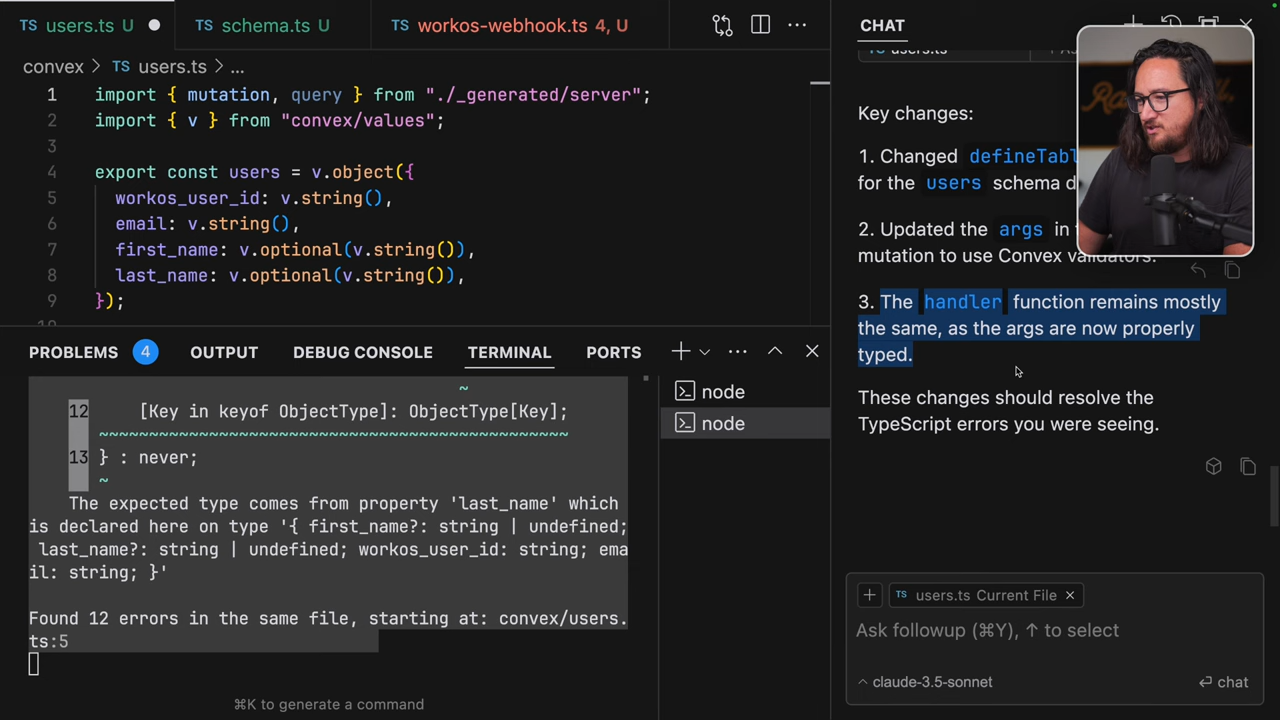 TS users.ts U
TS schema.ts U
TS workos-webhook.ts 4, U
convex > TS users.ts > ...
1 import { mutation, query } from "./_generated/server";
2 import { v } from "convex/values";
3
4 export const users = v.object({
5 workos_user_id: v.string(),
6 email: v.string(),
7 first_name: v.optional(v.string()),
8 last_name: v.optional(v.string()),
9 });
10
PROBLEMS 4 OUTPUT DEBUG CONSOLE TERMINAL PORTS
~
12 [Key in keyof ObjectType]: ObjectType[Key];
~~~~~~~~~~~~~~~~~~~~~~~~~~~~~~~~~~~~~~~~~~~~~~
13 } : never;
~
The expected type comes from property 'last_name' which
is declared here on type '{ first_name?: string | undefined;
last_name?: string | undefined; workos_user_id: string; ema
il: string; }'
Found 12 errors in the same file, starting at: convex/users.
ts:5
⌘K to generate a command
node
node
CHAT
TS users.ts
Key changes:
1. Changed defineTabl
for the users schema d
2. Updated the args in
mutation to use Convex validators.
3. The handler function remains mostly
the same, as the args are now properly
typed.
These changes should resolve the
TypeScript errors you were seeing.
TS users.ts Current File
Ask followup (⌘Y), ↑ to select
claude-3.5-sonnet
chat